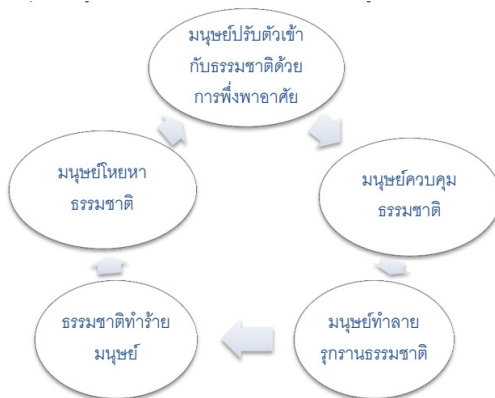 มนุษย์ปรับตัวเข้า
กับธรรมชาติด้วย
การพึ่งพาอาศัย
มนุษย์ควบคุม
ธรรมชาติ
มนุษย์ทำลาย
รุกรานธรรมชาติ
ธรรมชาติทำร้าย
มนุษย์
มนุษย์โหยหา
ธรรมชาติ